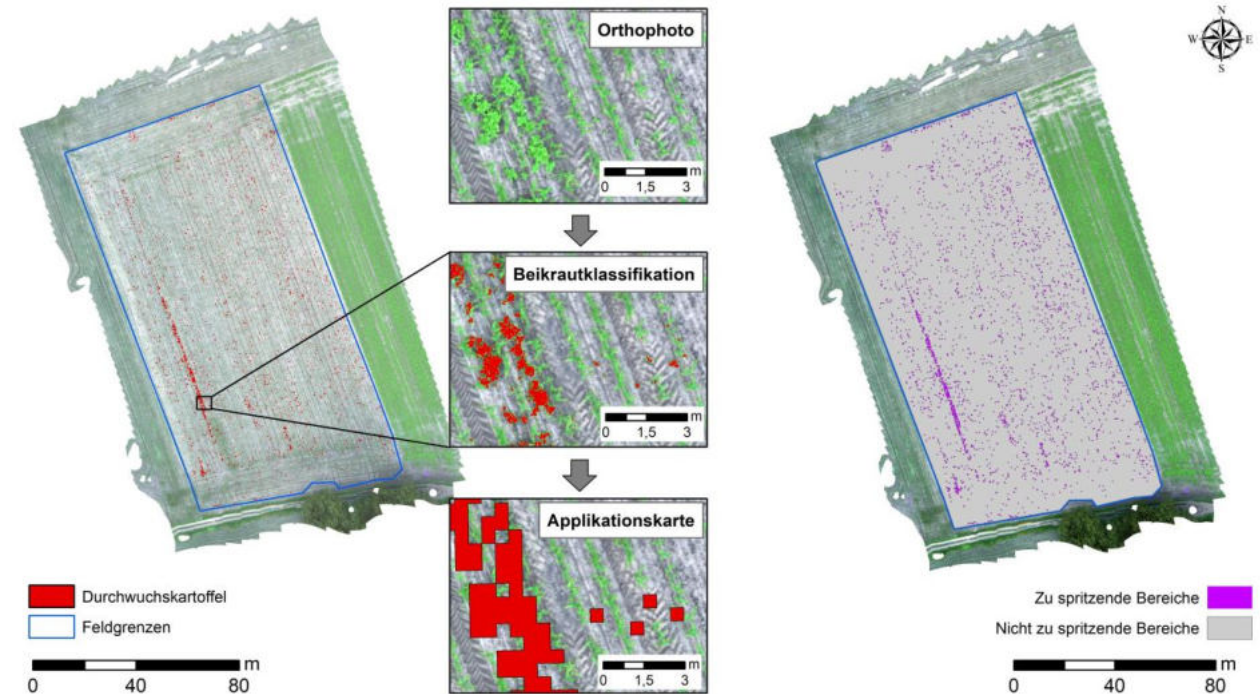 Orthophoto
m
0 1,5 3
Beikrautklassifikation
m
0 1,5 3
Applikationskarte
m
0 1,5 3
Durchwuchskartoffel
Feldgrenzen
m
0 40 80
N
W E
S
Zu spritzende Bereiche
Nicht zu spritzende Bereiche
m
0 40 80